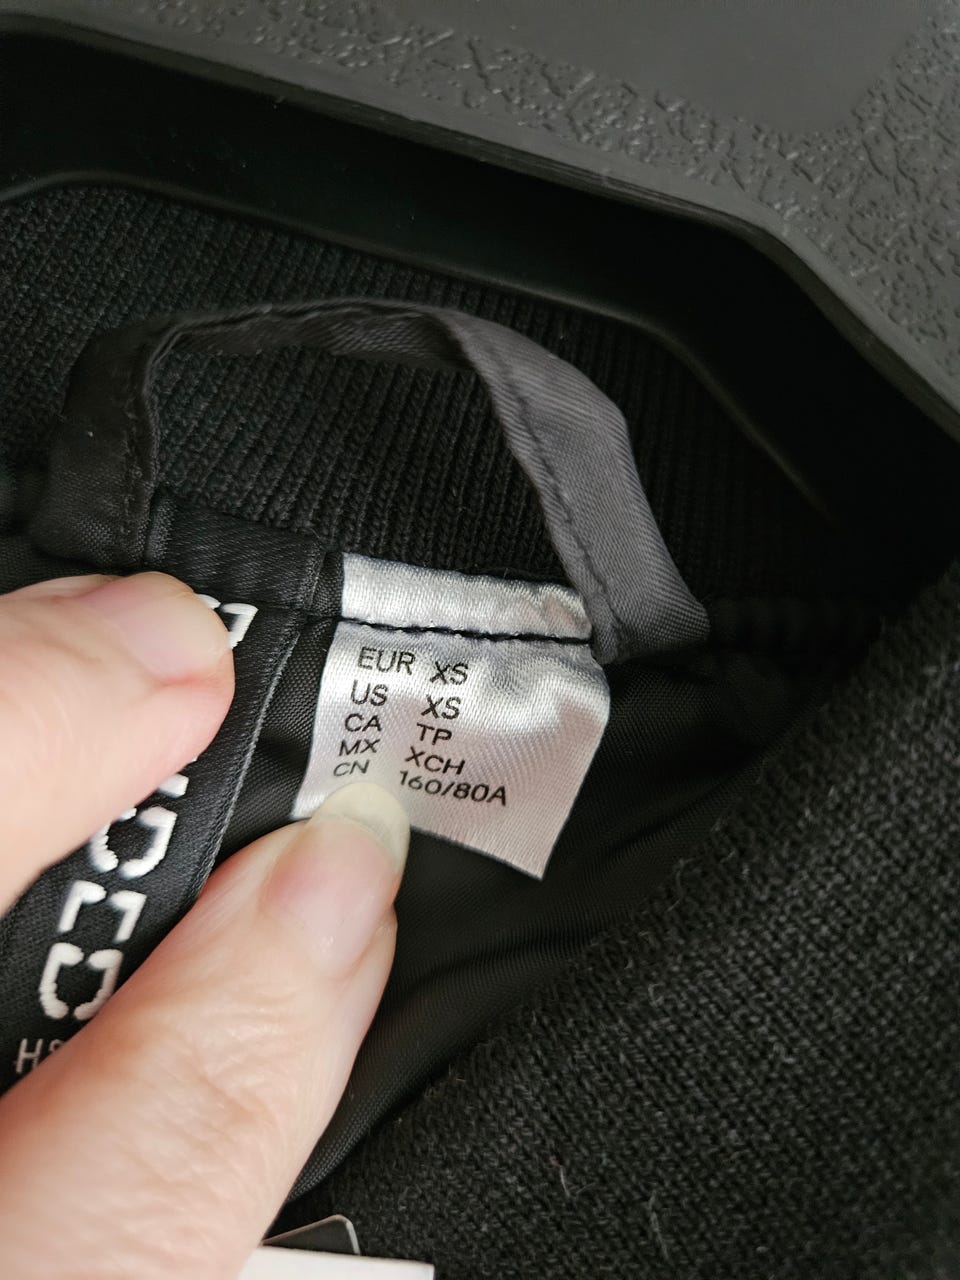 EUR XS
US XS
CA TP
MX XCH
CN 160/80A
H&